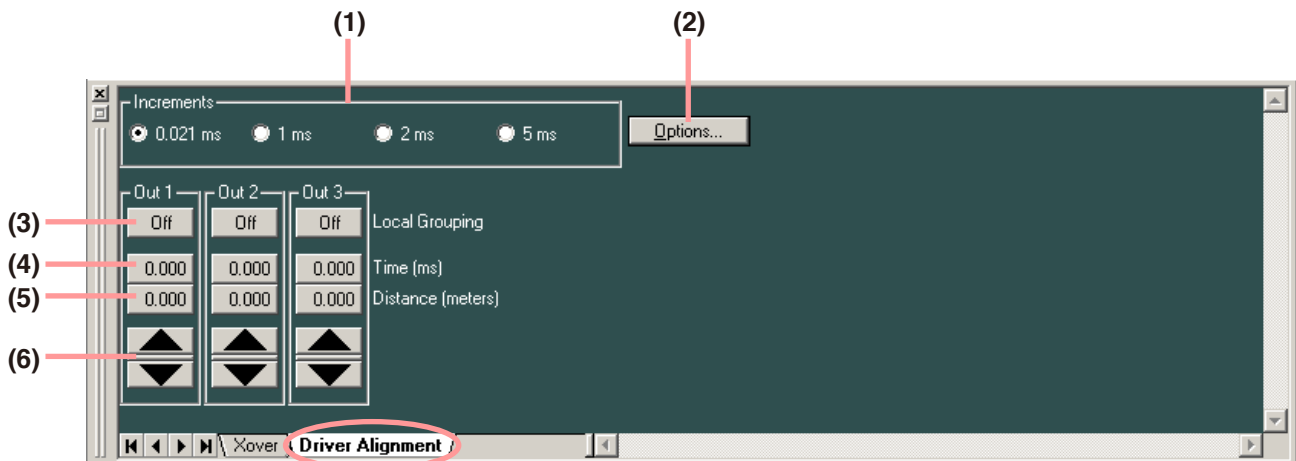 (1) (2)
Increments
0.021 ms 1 ms 2 ms 5 ms Options...
Out 1 Out 2 Out 3
(3) Off Off Off Local Grouping
(4) 0.000 0.000 0.000 Time (ms)
(5) 0.000 0.000 0.000 Distance (meters)
(6)
Xover Driver Alignment